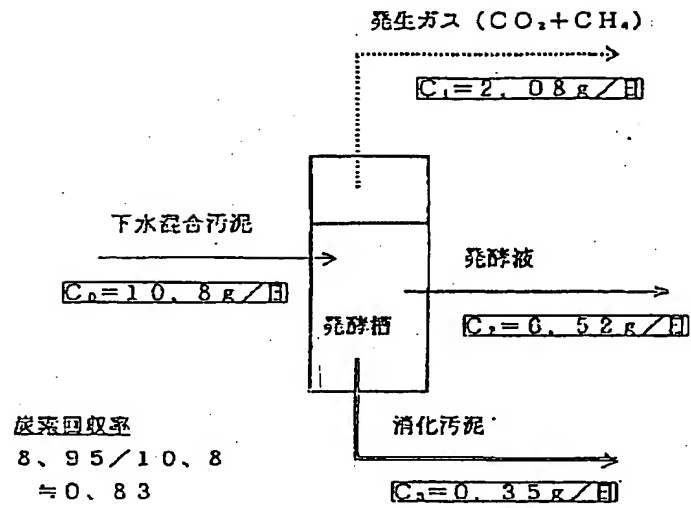 発生ガス（CO₂＋CH₄）
C₁＝2．08g／日
下水混合汚泥
C₀＝10．8g／日
発酵液
C₂＝6．52g／日
発酵槽
炭素回収率
8、95／10、8
≒0、83
消化汚泥
C₃＝0．35g／日